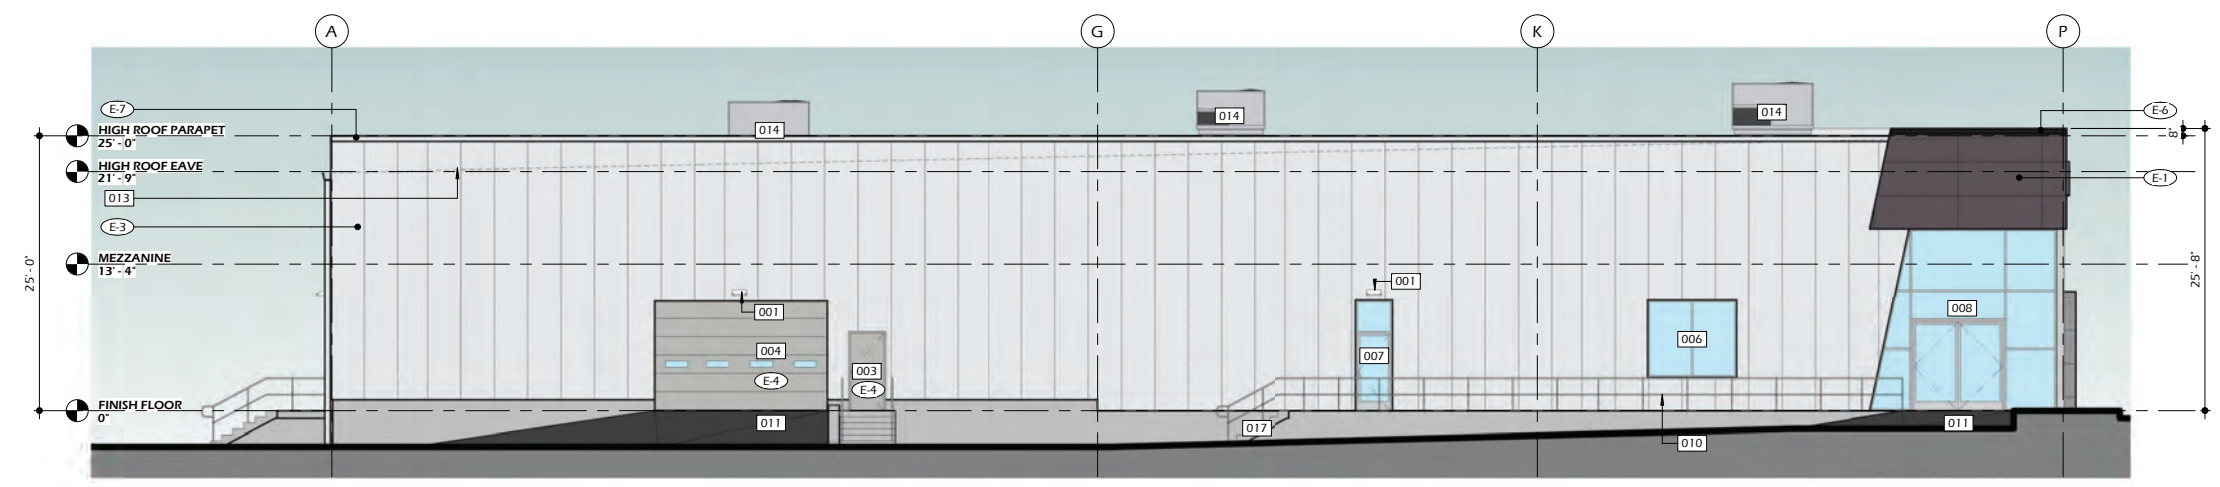 A
G
K
P
E-7
HIGH ROOF PARAPET
25' - 0"
HIGH ROOF EAVE
21' - 9"
013
E-3
MEZZANINE
13' - 4"
FINISH FLOOR
0"
25' - 0"
014
014
014
E-6
8"
E-1
25' - 8"
001
001
004
E-4
003
E-4
011
007
006
008
017
010
011